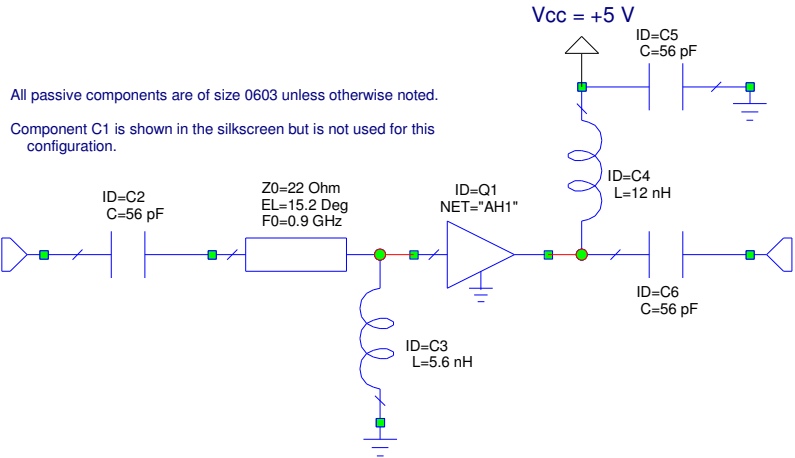 Vcc = +5 V
ID=C5
C=56 pF
All passive components are of size 0603 unless otherwise noted.
Component C1 is shown in the silkscreen but is not used for this
configuration.
ID=C2
C=56 pF
Z0=22 Ohm
EL=15.2 Deg
F0=0.9 GHz
ID=Q1
NET="AH1"
ID=C4
L=12 nH
ID=C6
C=56 pF
ID=C3
L=5.6 nH